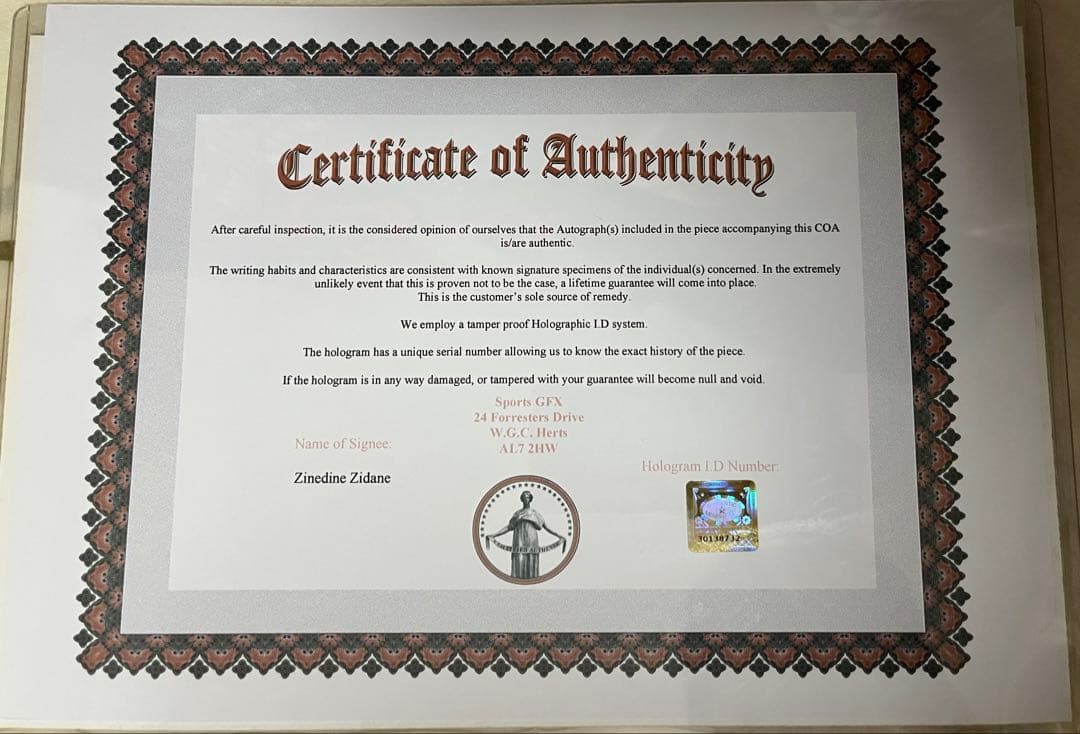 Certificate of Authenticity
After careful inspection, it is the considered opinion of ourselves that the Autograph(s) included in the piece accompanying this COA
is/are authentic.
The writing habits and characteristics are consistent with known signature specimens of the individual(s) concerned. In the extremely
unlikely event that this is proven not to be the case, a lifetime guarantee will come into place.
This is the customer's sole source of remedy.
We employ a tamper proof Holographic I.D system.
The hologram has a unique serial number allowing us to know the exact history of the piece.
If the hologram is in any way damaged, or tampered with your guarantee will become null and void.
Sports GFX
24 Forresters Drive
W.G.C. Herts
AL7 2HW
Name of Signee:
Zinedine Zidane
Hologram I.D Number: